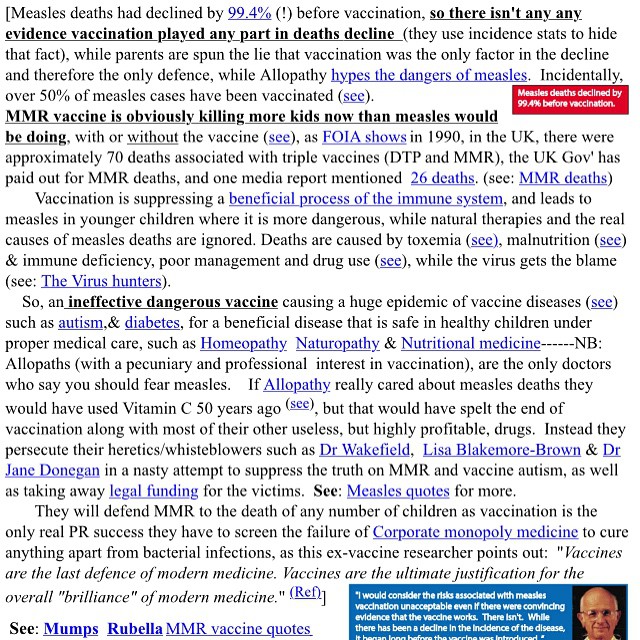 [Measles deaths had declined by 99.4% (!) before vaccination, so there isn't any any
evidence vaccination played any part in deaths decline (they use incidence stats to hide
that fact), while parents are spun the lie that vaccination was the only factor in the decline
and therefore the only defence, while Allopathy hypes the dangers of measles. Incidentally,
over 50% of measles cases have been vaccinated (see).
Measles deaths declined by
99.4% before vaccination.
MMR vaccine is obviously killing more kids now than measles would
be doing, with or without the vaccine (see), as FOIA shows in 1990, in the UK, there were
approximately 70 deaths associated with triple vaccines (DTP and MMR), the UK Gov' has
paid out for MMR deaths, and one media report mentioned 26 deaths. (see: MMR deaths)
Vaccination is suppressing a beneficial process of the immune system, and leads to
measles in younger children where it is more dangerous, while natural therapies and the real
causes of measles deaths are ignored. Deaths are caused by toxemia (see), malnutrition (see)
& immune deficiency, poor management and drug use (see), while the virus gets the blame
(see: The Virus hunters).
So, an ineffective dangerous vaccine causing a huge epidemic of vaccine diseases (see)
such as autism,& diabetes, for a beneficial disease that is safe in healthy children under
proper medical care, such as Homeopathy Naturopathy & Nutritional medicine------NB:
Allopaths (with a pecuniary and professional interest in vaccination), are the only doctors
who say you should fear measles. If Allopathy really cared about measles deaths they
would have used Vitamin C 50 years ago (see), but that would have spelt the end of
vaccination along with most of their other useless, but highly profitable, drugs. Instead they
persecute their heretics/whisteblowers such as Dr Wakefield, Lisa Blakemore-Brown & Dr
Jane Donegan in a nasty attempt to suppress the truth on MMR and vaccine autism, as well
as taking away legal funding for the victims. See: Measles quotes for more.
They will defend MMR to the death of any number of children as vaccination is the
only real PR success they have to screen the failure of Corporate monopoly medicine to cure
anything apart from bacterial infections, as this ex-vaccine researcher points out: "Vaccines
are the last defence of modern medicine. Vaccines are the ultimate justification for the
overall "brilliance" of modern medicine." (Ref)]
See: Mumps Rubella MMR vaccine quotes
"I would consider the risks associated with measles
vaccination unacceptable even if there were convincing
evidence that the vaccine works. There isn't. While
there has been a decline in the incidence of the disease,
it began long before the vaccine was introduced."